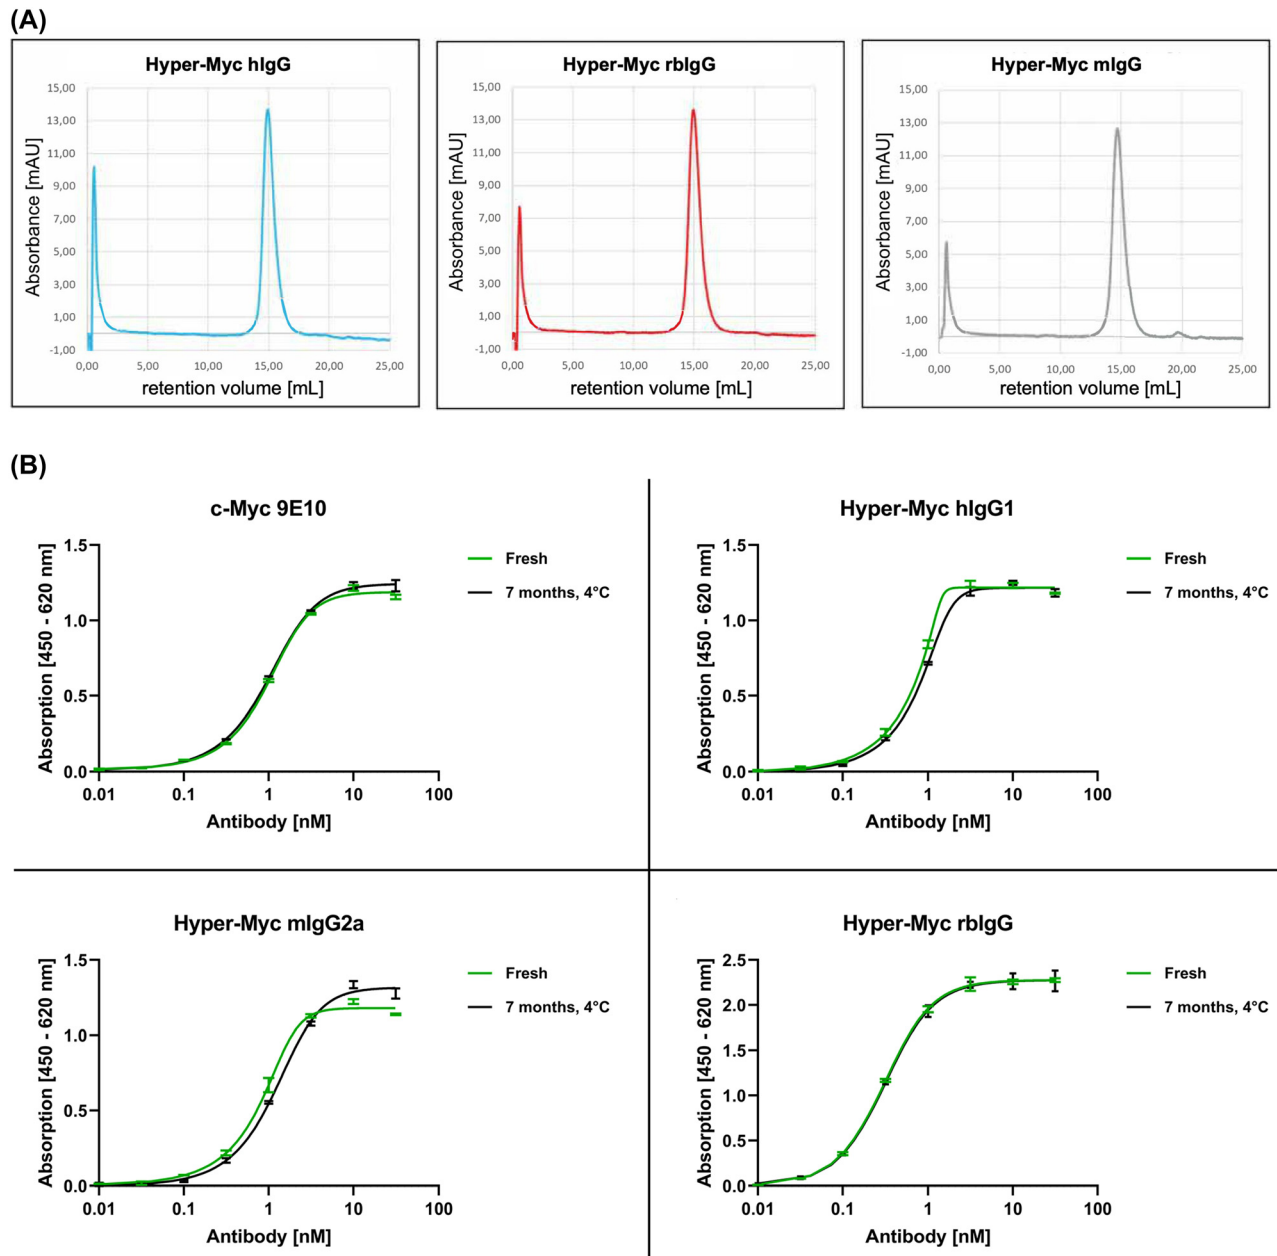 (A)
Hyper-Myc hIgG
15,00
13,00
11,00
9,00
7,00
5,00
3,00
1,00
-1,00
Absorbance [mAU]
0,00 5,00 10,00 15,00 20,00 25,00
retention volume [mL]
Hyper-Myc rbIgG
15,00
13,00
11,00
9,00
7,00
5,00
3,00
1,00
-1,00
Absorbance [mAU]
0,00 5,00 10,00 15,00 20,00 25,00
retention volume [mL]
Hyper-Myc mIgG
15,00
13,00
11,00
9,00
7,00
5,00
3,00
1,00
-1,00
Absorbance [mAU]
0,00 5,00 10,00 15,00 20,00 25,00
retention volume [mL]
(B)
c-Myc 9E10
1.5
1.0
0.5
0.0
Absorption [450 - 620 nm]
0.01 0.1 1 10 100
Antibody [nM]
Fresh
7 months, 4°C
Hyper-Myc hIgG1
1.5
1.0
0.5
0.0
Absorption [450 - 620 nm]
0.01 0.1 1 10 100
Antibody [nM]
Fresh
7 months, 4°C
Hyper-Myc mIgG2a
1.5
1.0
0.5
0.0
Absorption [450 - 620 nm]
0.01 0.1 1 10 100
Antibody [nM]
Fresh
7 months, 4°C
Hyper-Myc rbIgG
2.5
2.0
1.5
1.0
0.5
0.0
Absorption [450 - 620 nm]
0.01 0.1 1 10 100
Antibody [nM]
Fresh
7 months, 4°C